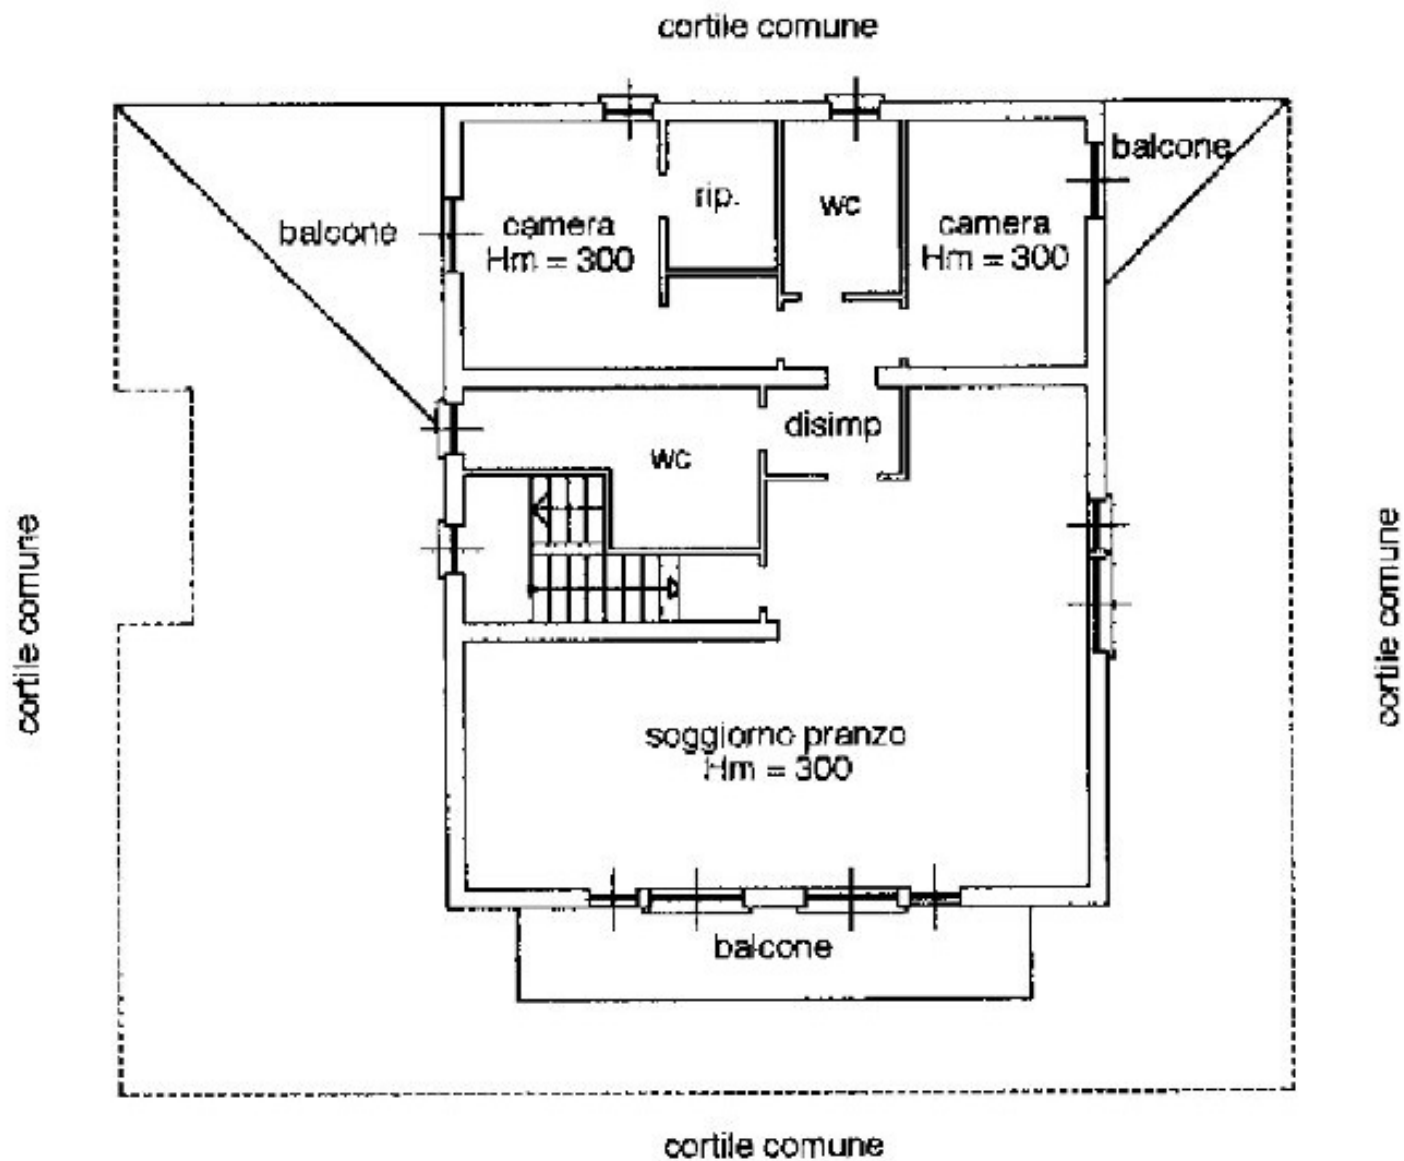 cortile comune
balcone
balcone
camera
Hm = 300
rip.
wc
camera
Hm = 300
disimp
wc
cortile comune
cortile comune
soggiorno pranzo
Hm = 300
balcone
cortile comune